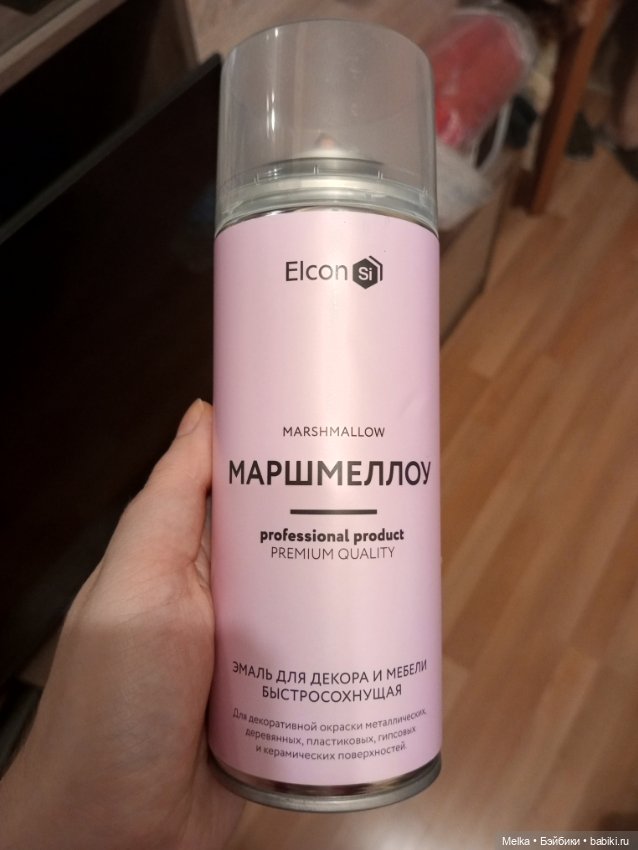 Elcon Si
MARSHMALLOW
МАРШМЕЛЛОУ
professional product
PREMIUM QUALITY
ЭМАЛЬ ДЛЯ ДЕКОРА И МЕБЕЛИ
БЫСТРОСОХНУЩАЯ
Для декоративной окраски металлических,
деревянных, пластиковых, гипсовых
и керамических поверхностей.
Melka • Бэйбики • babiki.ru